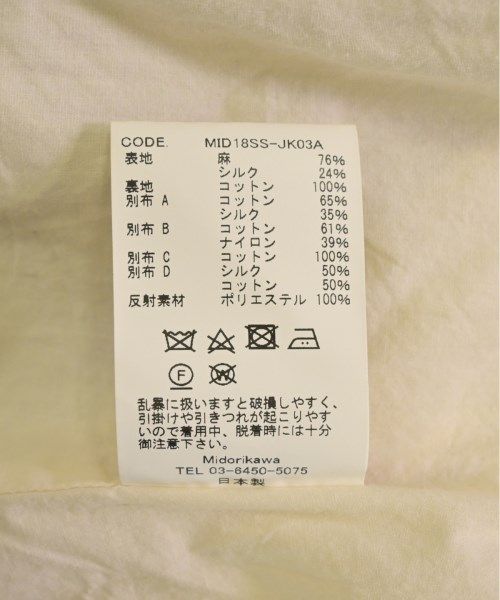 CODE. MID18SS-JK03A
表地 麻 76%
シルク 24%
裏地 コットン 100%
別布 A コットン 65%
シルク 35%
別布 B コットン 61%
ナイロン 39%
別布 C コットン 100%
別布 D シルク 50%
コットン 50%
反射素材 ポリエステル 100%
F W
乱暴に扱いますと破損しやすく、
引掛けや引きつれが起こりやす
いので着用中、脱着時には十分
御注意下さい。
Midorikawa
TEL 03-6450-5075
日本製